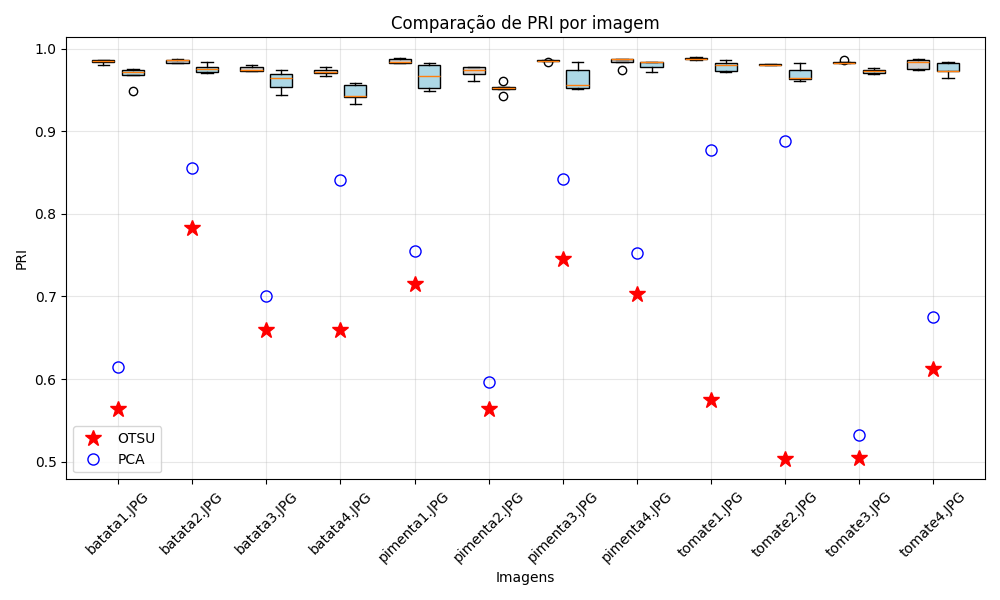 Comparação de PRI por imagem
PRI
1.0
0.9
0.8
0.7
0.6
0.5
OTSU
PCA
batata1.JPG
batata2.JPG
batata3.JPG
batata4.JPG
pimenta1.JPG
pimenta2.JPG
pimenta3.JPG
pimenta4.JPG
tomate1.JPG
tomate2.JPG
tomate3.JPG
tomate4.JPG
Imagens